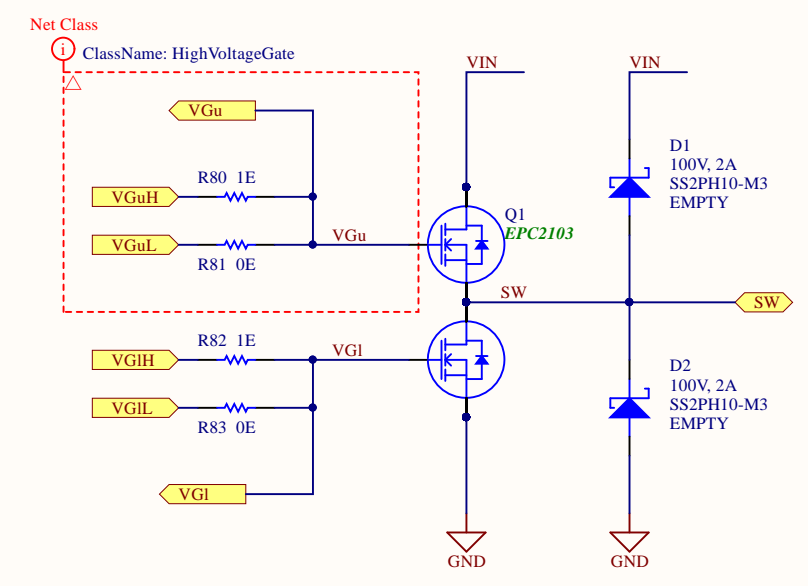 Net Class
i
ClassName: HighVoltageGate
VIN
VIN
VGu
D1
100V, 2A
SS2PH10-M3
EMPTY
R80 1E
VGuH
Q1
EPC2103
VGu
VGuL
R81 0E
SW
SW
R82 1E
VGl
VGlH
D2
100V, 2A
SS2PH10-M3
EMPTY
VGlL
R83 0E
VGl
GND
GND